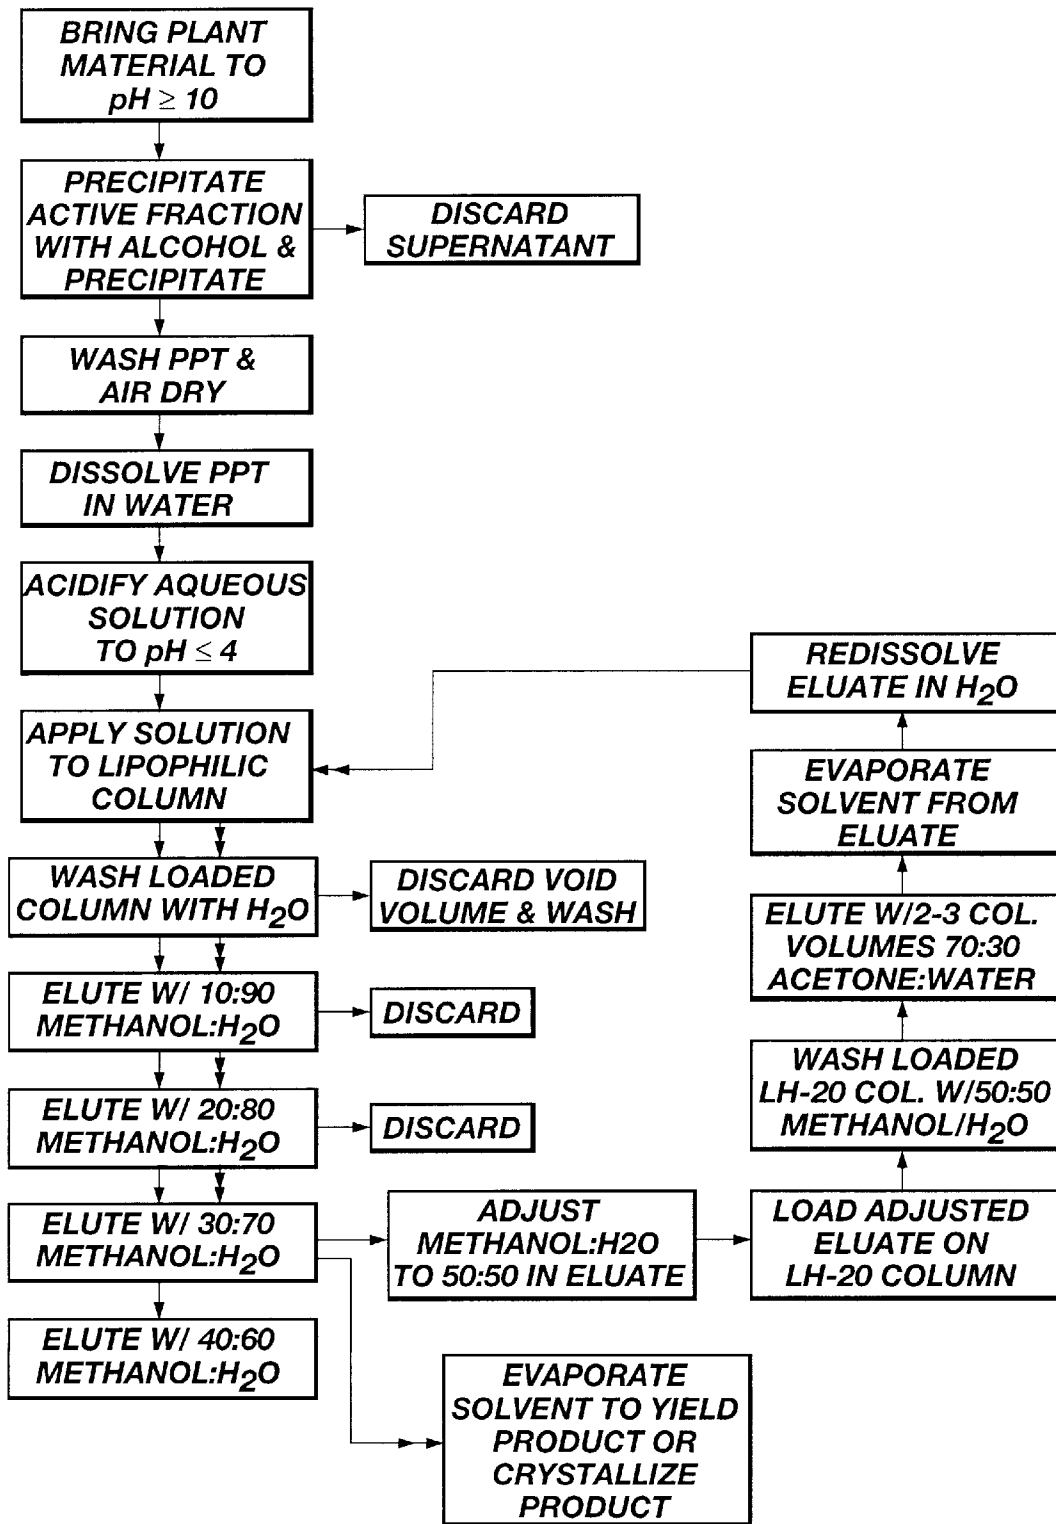 BRING PLANT
MATERIAL TO
pH ≥ 10
PRECIPITATE
ACTIVE FRACTION
WITH ALCOHOL &
PRECIPITATE
DISCARD
SUPERNATANT
WASH PPT &
AIR DRY
DISSOLVE PPT
IN WATER
ACIDIFY AQUEOUS
SOLUTION
TO pH ≤ 4
APPLY SOLUTION
TO LIPOPHILIC
COLUMN
WASH LOADED
COLUMN WITH H2O
DISCARD VOID
VOLUME & WASH
ELUTE W/ 10:90
METHANOL:H2O
DISCARD
ELUTE W/ 20:80
METHANOL:H2O
DISCARD
ELUTE W/ 30:70
METHANOL:H2O
ELUTE W/ 40:60
METHANOL:H2O
ADJUST
METHANOL:H2O
TO 50:50 IN ELUATE
LOAD ADJUSTED
ELUATE ON
LH-20 COLUMN
WASH LOADED
LH-20 COL. W/50:50
METHANOL/H2O
ELUTE W/2-3 COL.
VOLUMES 70:30
ACETONE:WATER
EVAPORATE
SOLVENT FROM
ELUATE
REDISSOLVE
ELUATE IN H2O
EVAPORATE
SOLVENT TO YIELD
PRODUCT OR
CRYSTALLIZE
PRODUCT